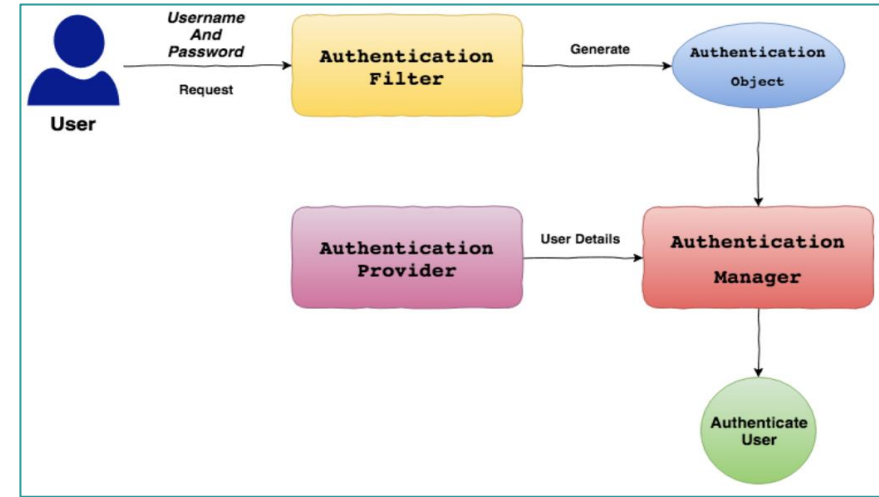 Username
And
Password
Request
User
Authentication
Filter
Generate
Authentication
Object
Authentication
Provider
User Details
Authentication
Manager
Authenticate
User